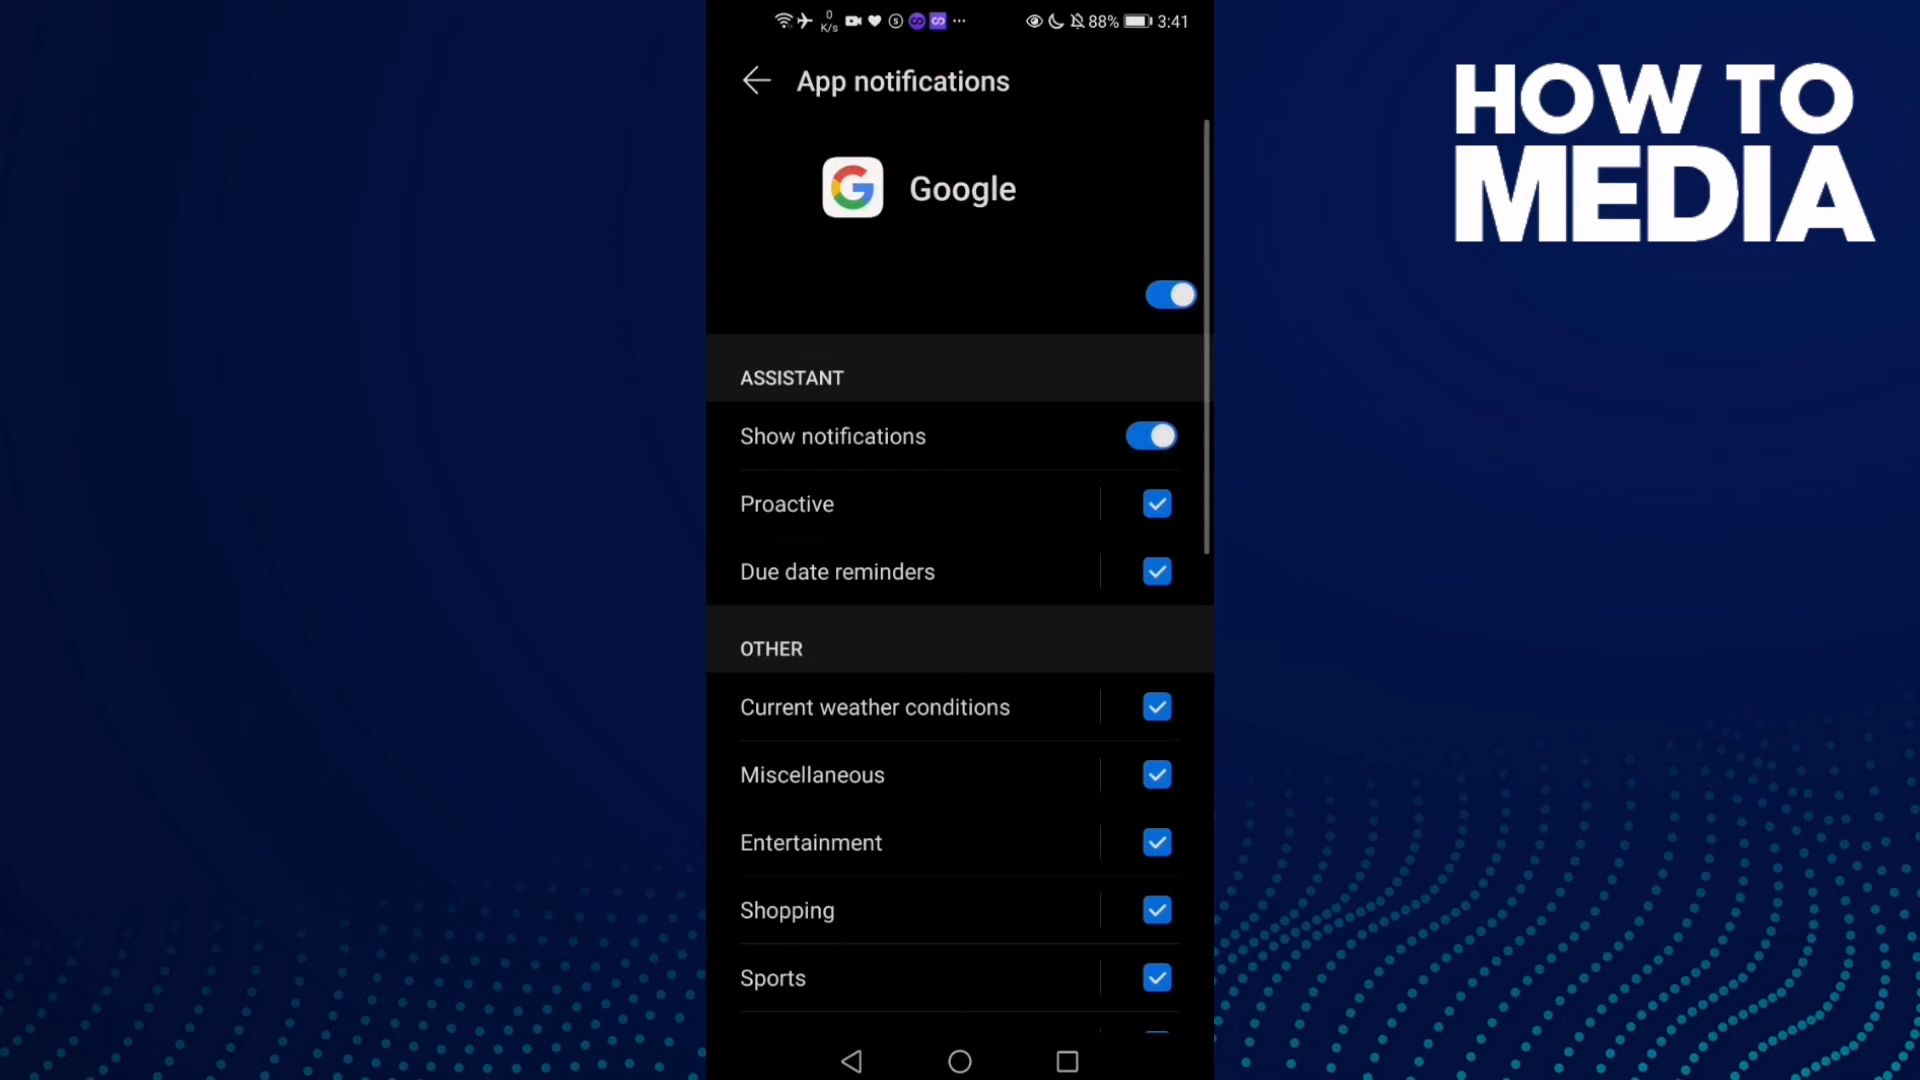 0
K/s
88%
3:41
App notifications
HOW TO
MEDIA
Google
ASSISTANT
Show notifications
Proactive
Due date reminders
OTHER
Current weather conditions
Miscellaneous
Entertainment
Shopping
Sports